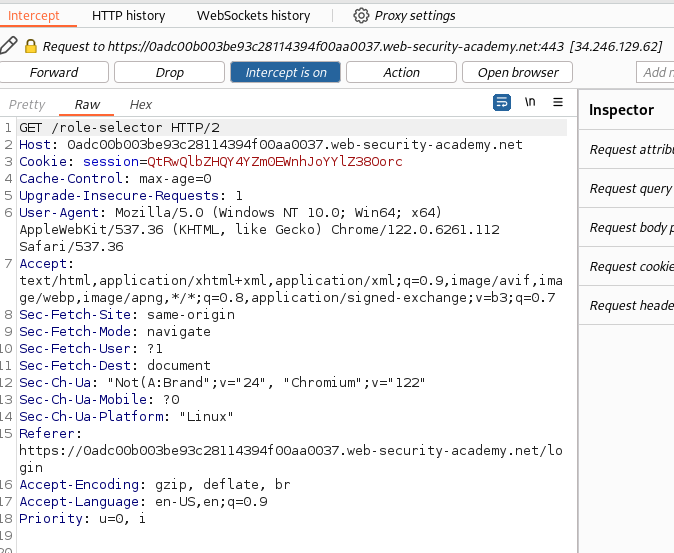 Intercept HTTP history WebSockets history Proxy settings
Request to https://0adc00b003be93c28114394f00aa0037.web-security-academy.net:443 [34.246.129.62]
Forward Drop Intercept is on Action Open browser Add n
Pretty Raw Hex \n
Inspector
1 GET /role-selector HTTP/2
2 Host: 0adc00b003be93c28114394f00aa0037.web-security-academy.net
3 Cookie: session=QtRwQlbZHQY4YZm0EWnhJoYYlZ38Oorc
4 Cache-Control: max-age=0
5 Upgrade-Insecure-Requests: 1
6 User-Agent: Mozilla/5.0 (Windows NT 10.0; Win64; x64)
AppleWebKit/537.36 (KHTML, like Gecko) Chrome/122.0.6261.112
Safari/537.36
7 Accept:
text/html,application/xhtml+xml,application/xml;q=0.9,image/avif,ima
ge/webp,image/apng,*/*;q=0.8,application/signed-exchange;v=b3;q=0.7
8 Sec-Fetch-Site: same-origin
9 Sec-Fetch-Mode: navigate
10 Sec-Fetch-User: ?1
11 Sec-Fetch-Dest: document
12 Sec-Ch-Ua: "Not(A:Brand";v="24", "Chromium";v="122"
13 Sec-Ch-Ua-Mobile: ?0
14 Sec-Ch-Ua-Platform: "Linux"
15 Referer:
https://0adc00b003be93c28114394f00aa0037.web-security-academy.net/lo
gin
16 Accept-Encoding: gzip, deflate, br
17 Accept-Language: en-US,en;q=0.9
18 Priority: u=0, i
19
20
Request attribu
Request query
Request body p
Request cookie
Request heade